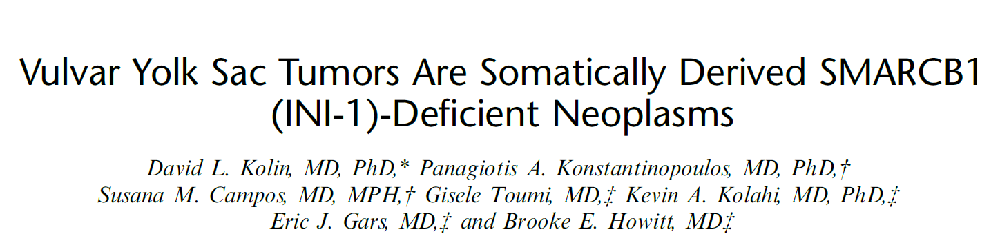 Vulvar Yolk Sac Tumors Are Somatically Derived SMARCB1
(INI-1)-Deficient Neoplasms
David L. Kolin, MD, PhD,* Panagiotis A. Konstantinopoulos, MD, PhD,†
Susana M. Campos, MD, MPH,† Gisele Toumi, MD,‡ Kevin A. Kolahi, MD, PhD,‡
Eric J. Gars, MD,‡ and Brooke E. Howitt, MD‡